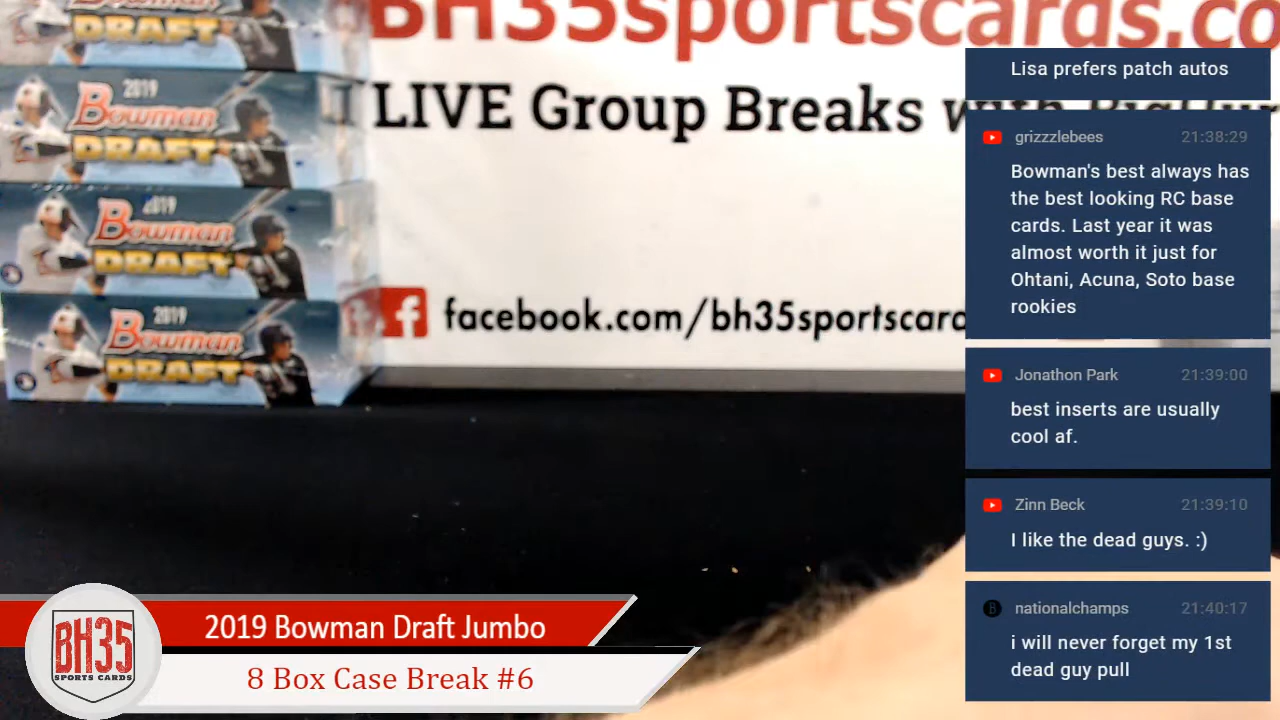 BH35sportscards.co
LIVE Group Breaks with
facebook.com/bh35sportscard
Bowman
DRAFT
2019
Bowman
DRAFT
2019
Bowman
DRAFT
2019
Bowman
DRAFT
Lisa prefers patch autos
grizzzlebees 21:38:29
Bowman's best always has
the best looking RC base
cards. Last year it was
almost worth it just for
Ohtani, Acuna, Soto base
rookies
Jonathon Park 21:39:00
best inserts are usually
cool af.
Zinn Beck 21:39:10
I like the dead guys. :)
nationalchamps 21:40:17
i will never forget my 1st
dead guy pull
BH35
SPORTS CARDS
2019 Bowman Draft Jumbo
8 Box Case Break #6